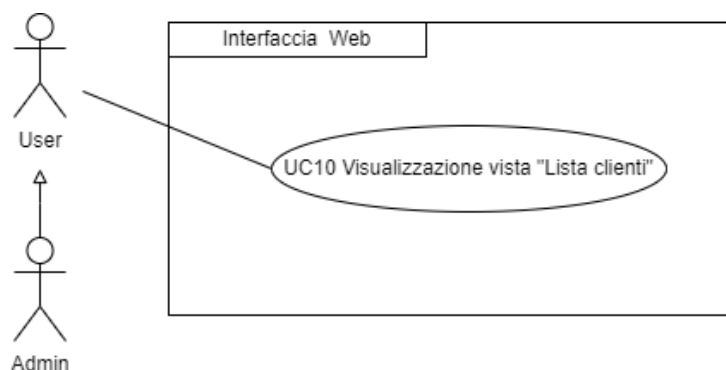 Interfaccia Web
User
UC10 Visualizzazione vista "Lista clienti"
Admin